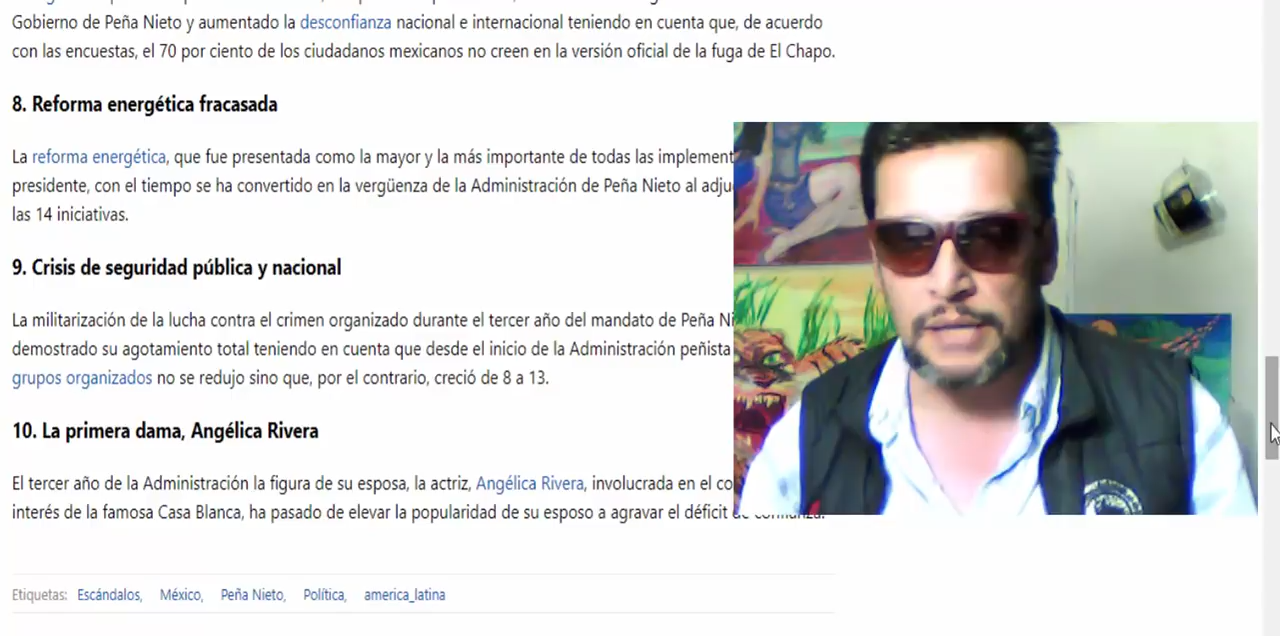 Gobierno de Peña Nieto y aumentado la desconfianza nacional e internacional teniendo en cuenta que, de acuerdo
con las encuestas, el 70 por ciento de los ciudadanos mexicanos no creen en la versión oficial de la fuga de El Chapo.
8. Reforma energética fracasada
La reforma energética, que fue presentada como la mayor y la más importante de todas las implement
presidente, con el tiempo se ha convertido en la vergüenza de la Administración de Peña Nieto al adju
las 14 iniciativas.
9. Crisis de seguridad pública y nacional
La militarización de la lucha contra el crimen organizado durante el tercer año del mandato de Peña Ni
demostrado su agotamiento total teniendo en cuenta que desde el inicio de la Administración peñista
grupos organizados no se redujo sino que, por el contrario, creció de 8 a 13.
10. La primera dama, Angélica Rivera
El tercer año de la Administración la figura de su esposa, la actriz, Angélica Rivera, involucrada en el co
interés de la famosa Casa Blanca, ha pasado de elevar la popularidad de su esposo a agravar el déficit
Etiquetas: Escándalos, México, Peña Nieto, Política, america_latina